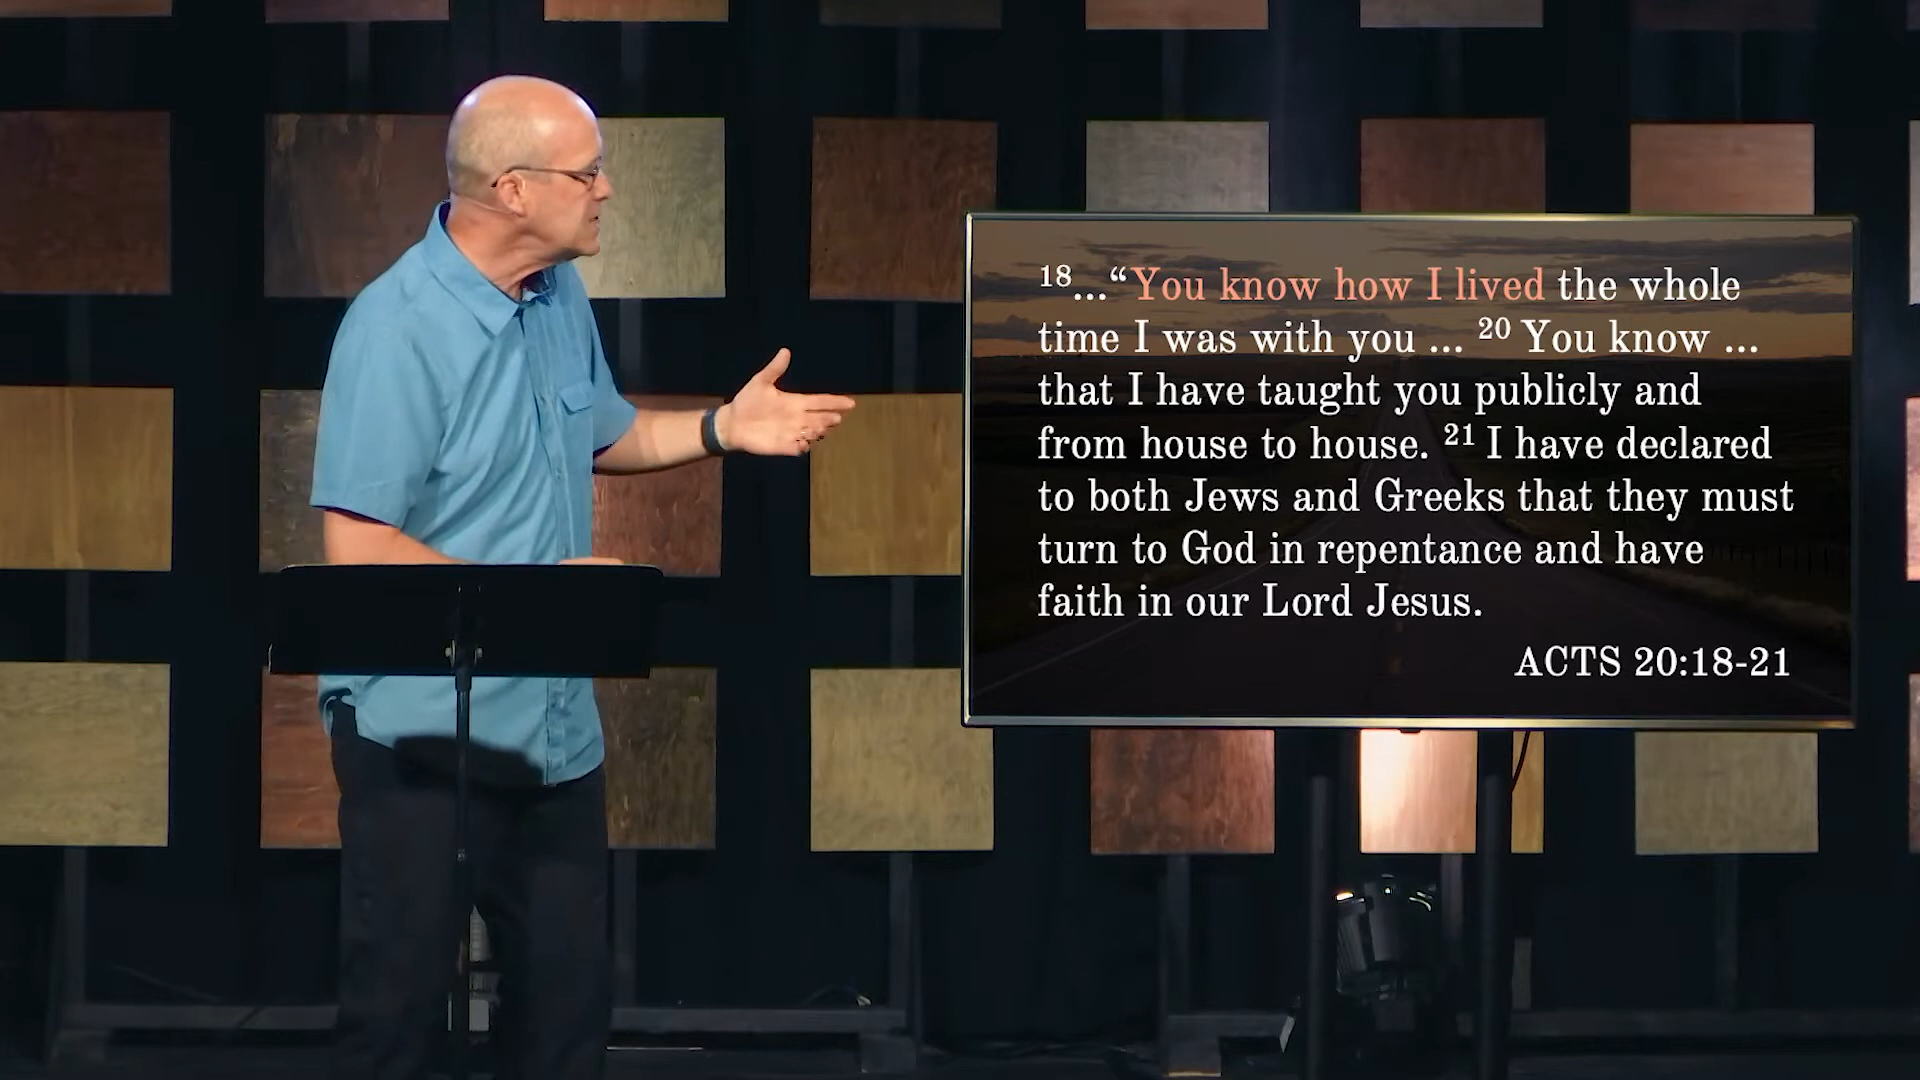 18...“You know how I lived the whole
time I was with you ... 20 You know ...
that I have taught you publicly and
from house to house. 21 I have declared
to both Jews and Greeks that they must
turn to God in repentance and have
faith in our Lord Jesus.
ACTS 20:18-21